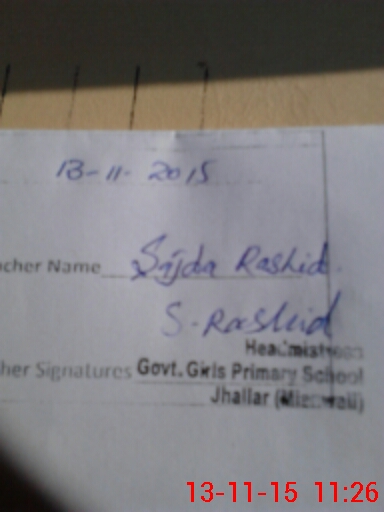 13-11-2015
cher Name Sajda Rashid.
S. Rashid
Headmistress
her Signatures Govt. Girls Primary School
Jhallar (Mianwali)
13-11-15 11:26